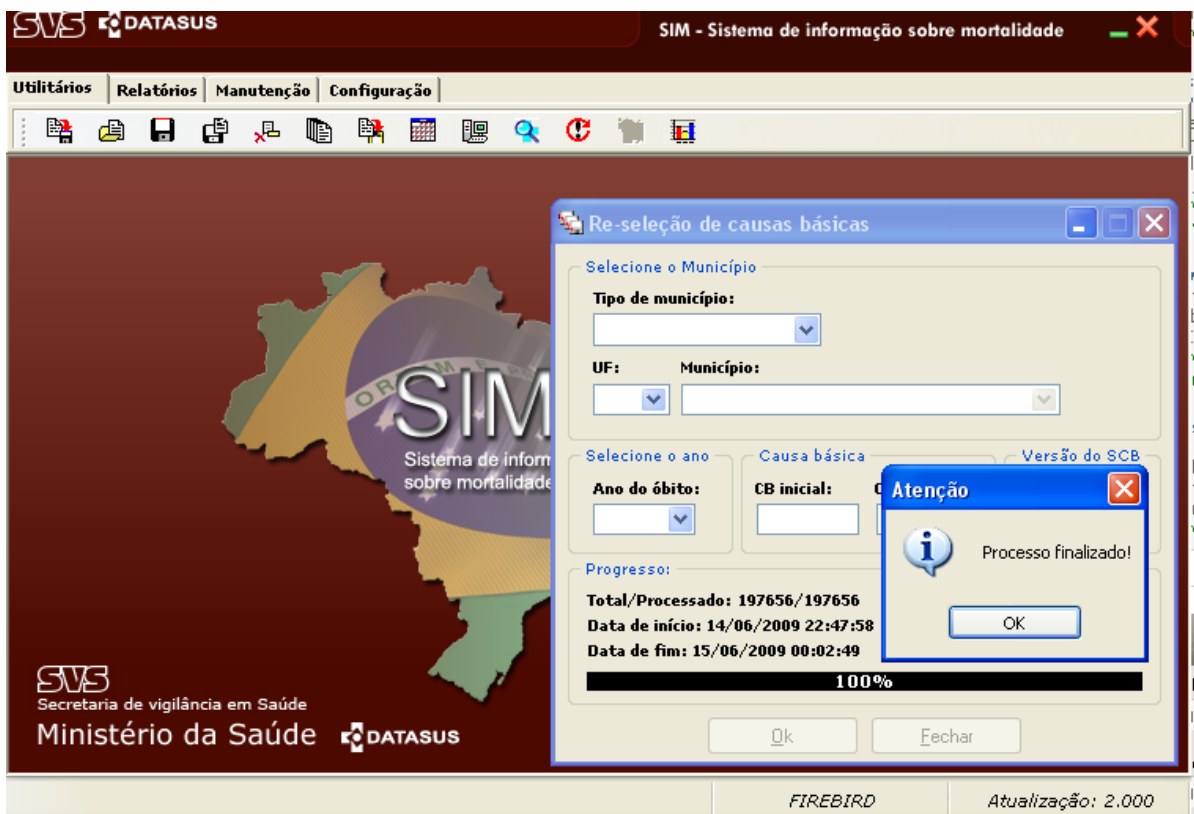 SVS DATASUS
SIM - Sistema de informação sobre mortalidade
Utilitários Relatórios Manutenção Configuração
Re-seleção de causas básicas
Selecione o Município
Tipo de município:
UF: Município:
SIM
Sistema de inform
sobre mortalidade
Selecione o ano Causa básica Versão do SCB
Ano do óbito: CB inicial: C
Atenção
Processo finalizado!
OK
Progresso:
Total/Processado: 197656/197656
Data de início: 14/06/2009 22:47:58
Data de fim: 15/06/2009 00:02:49
100%
Ok Fechar
SVS
Secretaria de vigilância em Saúde
Ministério da Saúde DATASUS
FIREBIRD Atualização: 2.000